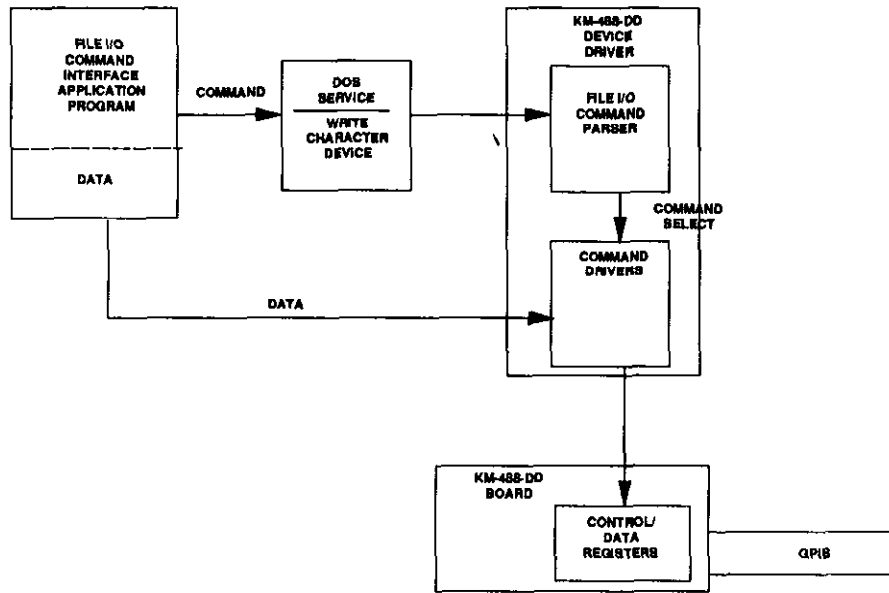 FILE I/O
COMMAND
INTERFACE
APPLICATION
PROGRAM
DATA
COMMAND
DOS
SERVICE
WRITE
CHARACTER
DEVICE
KM-488-DD
DEVICE
DRIVER
FILE I/O
COMMAND
PARSER
COMMAND
SELECT
COMMAND
DRIVERS
DATA
KM-488-DD
BOARD
CONTROL/
DATA
REGISTERS
GPIB